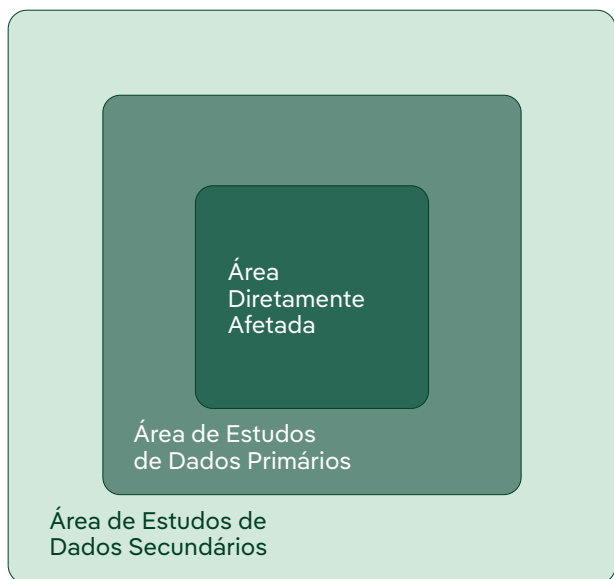 Área
Diretamente
Afetada
Área de Estudos
de Dados Primários
Área de Estudos de
Dados Secundários